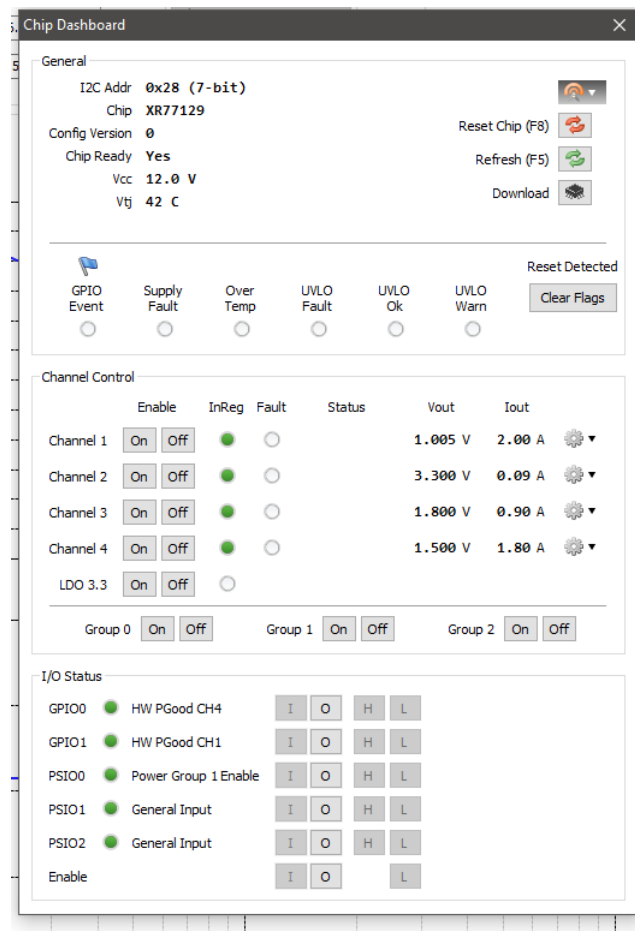 Chip Dashboard
General
I2C Addr 0x28 (7-bit)
Chip XR77129
Config Version 0
Chip Ready Yes
Vcc 12.0 V
Vtj 42 C
Reset Chip (F8)
Refresh (F5)
Download
Reset Detected
GPIO Event
Supply Fault
Over Temp
UVLO Fault
UVLO Ok
UVLO Warn
Clear Flags
Channel Control
Enable InReg Fault Status Vout Iout
Channel 1 On Off 1.005 V 2.00 A
Channel 2 On Off 3.300 V 0.09 A
Channel 3 On Off 1.800 V 0.90 A
Channel 4 On Off 1.500 V 1.80 A
LDO 3.3 On Off
Group 0 On Off Group 1 On Off Group 2 On Off
I/O Status
GPIO0 HW PGood CH4 I O H L
GPIO1 HW PGood CH1 I O H L
PSIO0 Power Group 1 Enable I O H L
PSIO1 General Input I O H L
PSIO2 General Input I O H L
Enable I O L